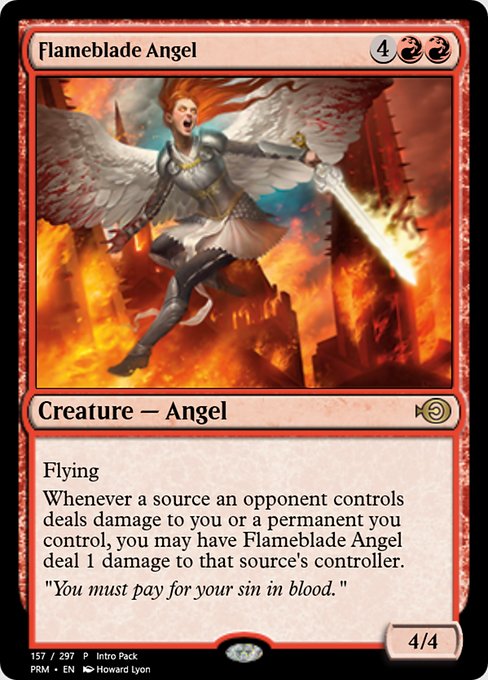 Flameblade Angel 4
Creature — Angel
Flying
Whenever a source an opponent controls
deals damage to you or a permanent you
control, you may have Flameblade Angel
deal 1 damage to that source's controller.
"You must pay for your sin in blood."
4/4
157 / 297 P Intro Pack
PRM • EN Howard Lyon